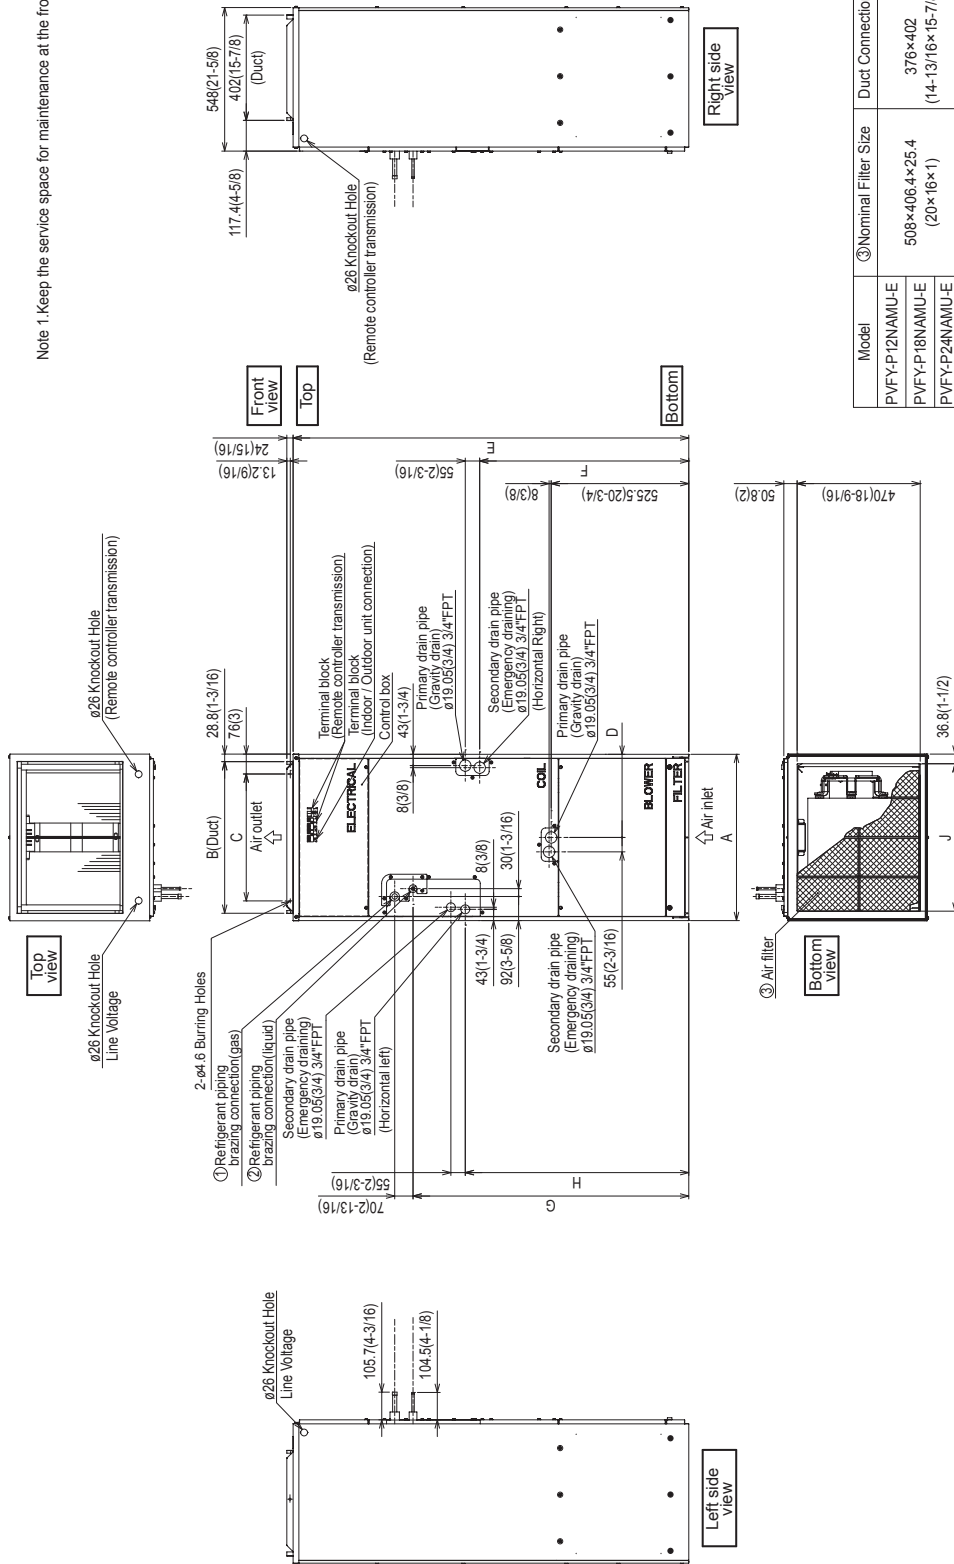 Note 1.Keep the service space for maintenance at the fro
Top
view
ø26 Knockout Hole
Line Voltage
ø26 Knockout Hole
(Remote controller transmission)
Left side
view
ø26 Knockout Hole
Line Voltage
105.7(4-3/16)
104.5(4-1/8)
Front
view
Top
Bottom
28.8(1-3/16)
76(3)
B(Duct)
C
Air outlet
2-ø4.6 Burring Holes
①Refrigerant piping
brazing connection(gas)
②Refrigerant piping
brazing connection(liquid)
Secondary drain pipe
(Emergency draining)
ø19.05(3/4) 3/4"FPT
Primary drain pipe
(Gravity drain)
ø19.05(3/4) 3/4"FPT
(Horizontal left)
55(2-3/16)
70(2-13/16)
H
G
Terminal block
(Remote controller transmission)
Terminal block
(Indoor / Outdoor unit connection)
Control box
43(1-3/4)
8(3/8)
Primary drain pipe
(Gravity drain)
ø19.05(3/4) 3/4"FPT
Secondary drain pipe
(Emergency draining)
ø19.05(3/4) 3/4"FPT
(Horizontal Right)
Primary drain pipe
(Gravity drain)
ø19.05(3/4) 3/4"FPT
D
ELECTRICAL
COIL
BLOWER
FILTER
8(3/8)
30(1-3/16)
43(1-3/4)
92(3-5/8)
Secondary drain pipe
(Emergency draining)
ø19.05(3/4) 3/4"FPT
55(2-3/16)
Air inlet
A
24(15/16)
13.2(9/16)
E
55(2-3/16)
F
8(3/8)
525.5(20-3/4)
Right side
view
548(21-5/8)
402(15-7/8)
(Duct)
117.4(4-5/8)
ø26 Knockout Hole
(Remote controller transmission)
Bottom
view
③ Air filter
50.8(2)
470(18-9/16)
36.8(1-1/2)
J
Model
③Nominal Filter Size
Duct Connectio
PVFY-P12NAMU-E
PVFY-P18NAMU-E
PVFY-P24NAMU-E
508×406.4×25.4
(20×16×1)
376×402
(14-13/16×15-7/